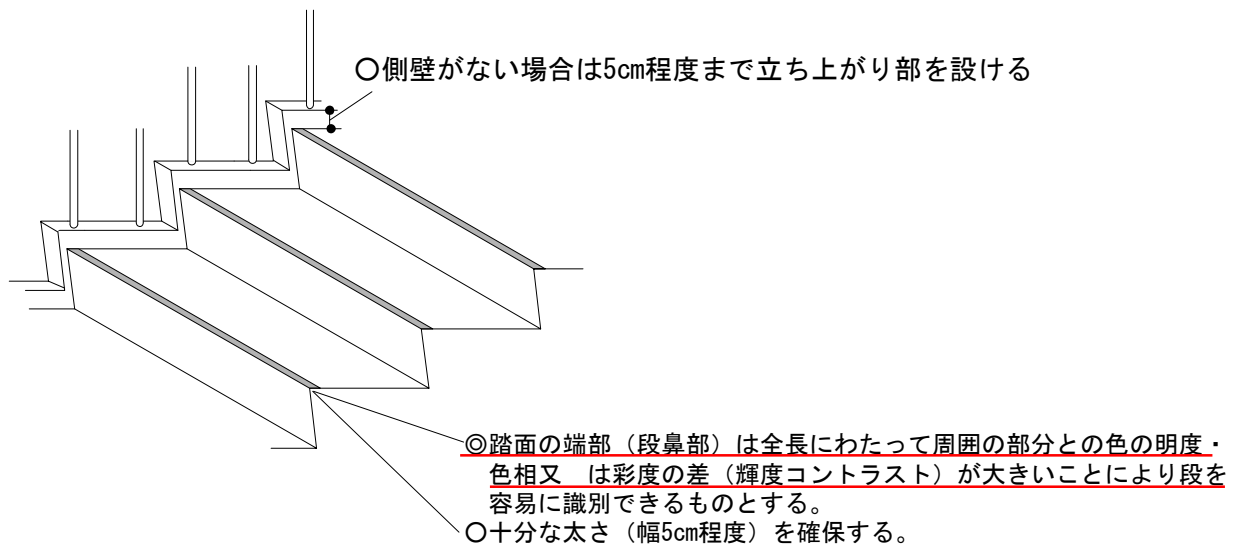 ○側壁がない場合は5cm程度まで立ち上がり部を設ける
◎踏面の端部（段鼻部）は全長にわたって周囲の部分との色の明度・
色相又　は彩度の差（輝度コントラスト）が大きいことにより段を
容易に識別できるものとする。
○十分な太さ（幅5cm程度）を確保する。